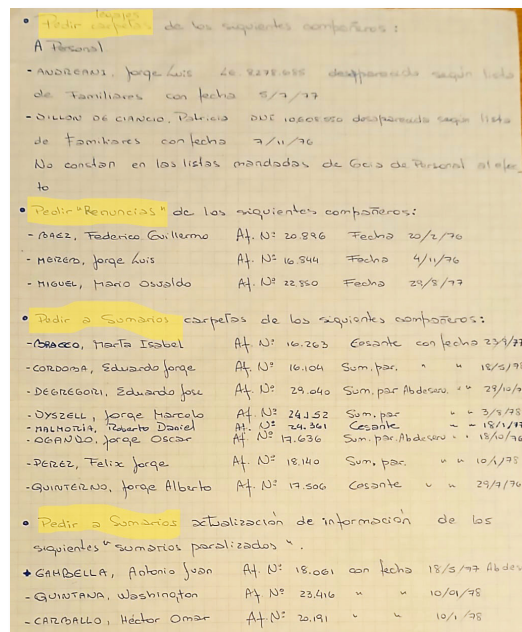 legajos
• Pedir carpetas de los siguientes compañeros:
A Personal
- ANDREANI, Jorge Luis LE. 8278.685 desaparecido según lista
de Familiares con fecha 5/7/77
- DILLON DE CIANCIO, Patricia DNI desaparecida según lista
de Familiares con fecha 7/11/76
No constan en las listas mandadas de Gcia de Personal al efec
to
• Pedir "Renuncias" de los siguientes compañeros:
- BAEZ, Federico Guillermo Af. Nº 20.896 Fecha 20/2/76
- MERERO, Jorge Luis Af. Nº 16.544 Fecha 4/11/76
- MIGUEL, Mario Osvaldo Af. Nº 22.850 Fecha 29/8/77
• Pedir a Sumarios carpetas de los siguientes compañeros:
- BRACCO, Marta Isabel Af. Nº 16.263 Cesante con fecha 23/9/77
- CORDOBA, Eduardo Jorge Af. Nº 16.104 Sum. par. " " 18/5/78
- DEGREGORI, Eduardo Jose Af. Nº 29.040 Sum. par Abdeserv. " " 29/10/7
- DYSZELL, Jorge Marcelo Af. Nº 24.152 Sum. par " " 3/8/78
- MALMORIA, Roberto Daniel Af. Nº 24.361 Cesante " " 18/1/77
- OGANDO, Jorge Oscar Af. Nº 17.636 Sum. par. Abdeserv " " 18/10/76
- PEREZ, Felix Jorge Af. Nº 18.140 Sum. par. " " 10/1/78
- QUINTEIRNO, Jorge Alberto Af. Nº 17.506 Cesante " " 29/7/76
• Pedir a Sumarios actualización de información de los
siguientes "sumarios paralizados".
+ GAMBELLA, Antonio Juan Af. Nº 18.061 con fecha 18/5/77 Abdes
- QUINTANA, Washington Af Nº 23.416 " " 10/01/78
- CARBALLO, Héctor Omar Af. Nº 20.191 " " 10/1/78